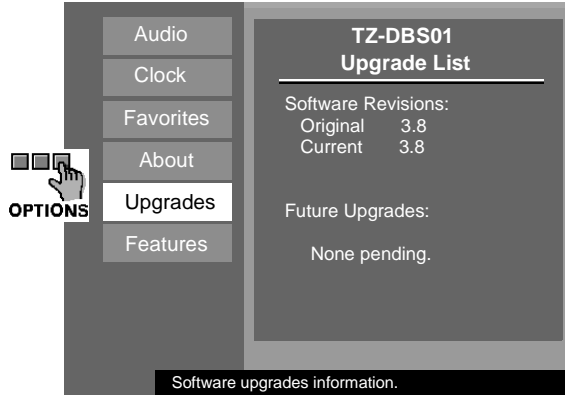 Audio
Clock
Favorites
About
Upgrades
Features
OPTIONS
TZ-DBS01
Upgrade List
Software Revisions:
Original 3.8
Current 3.8
Future Upgrades:
None pending.
Software upgrades information.